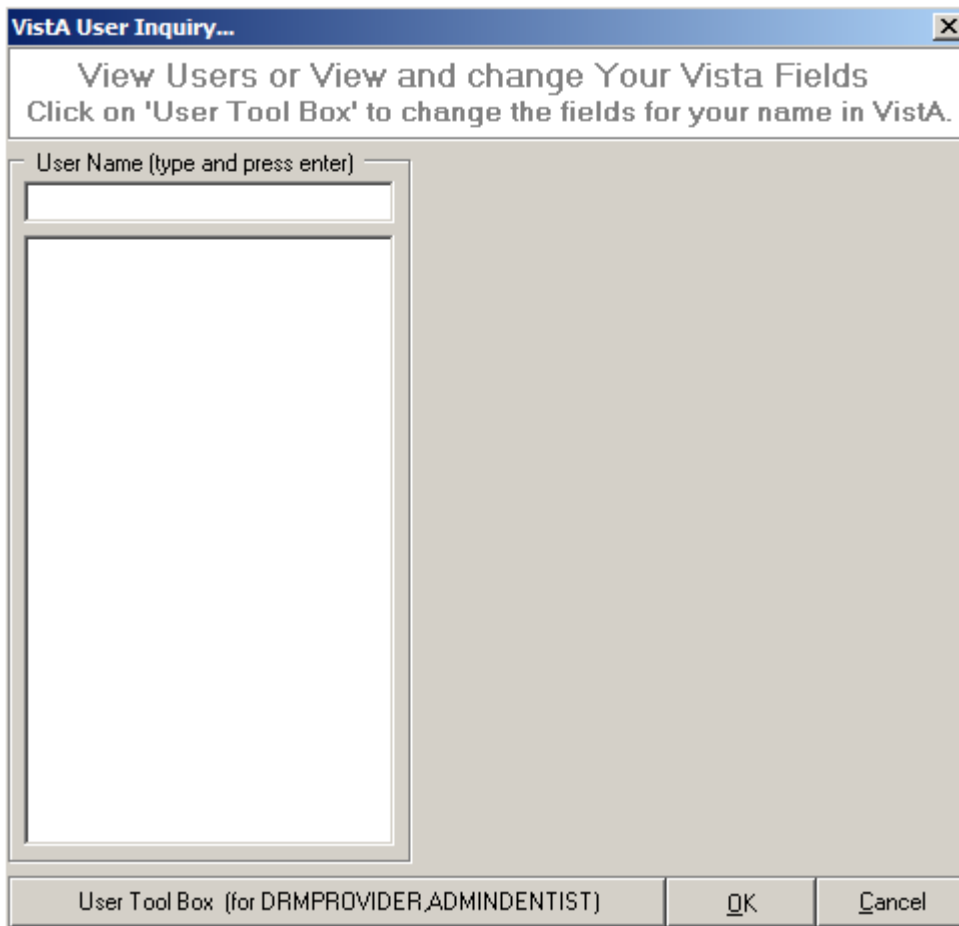 VistA User Inquiry...
View Users or View and change Your Vista Fields
Click on 'User Tool Box' to change the fields for your name in VistA.
User Name (type and press enter)
User Tool Box (for DRMPROVIDER,ADMINDENTIST)
OK
Cancel